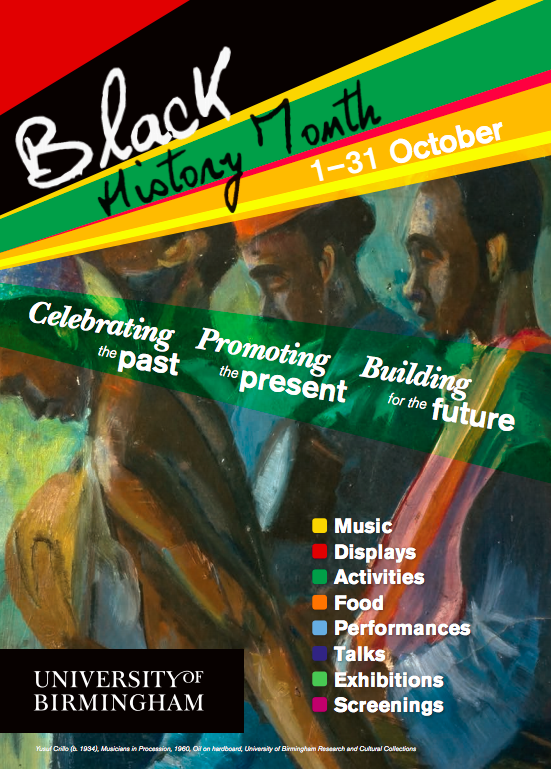 Black
History Month
1–31 October
Celebrating
the past
Promoting
the present
Building
for the future
Music
Displays
Activities
Food
Performances
Talks
Exhibitions
Screenings
UNIVERSITYOF
BIRMINGHAM
Yusuf Grillo (b. 1934), Musicians in Procession, 1960, Oil on hardboard, University of Birmingham Research and Cultural Collections